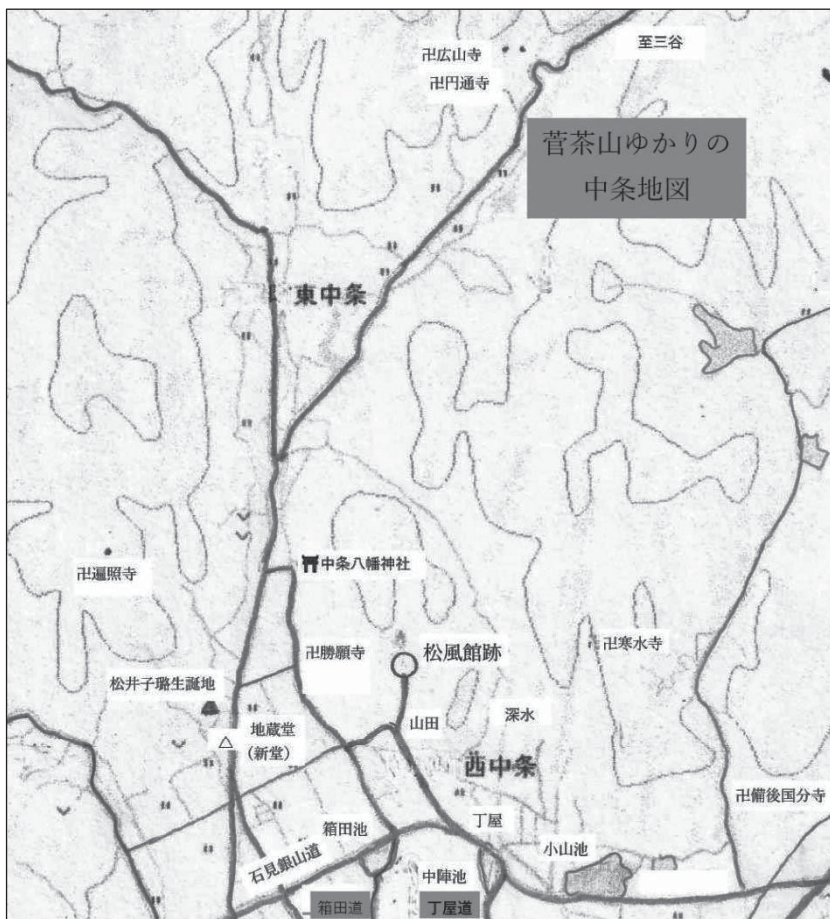 至三谷
卍広山寺
卍円通寺
菅茶山ゆかりの
中条地図
東中条
卍遍照寺
中条八幡神社
卍勝願寺
松風館跡
卍寒水寺
松井子璐生誕地
地蔵堂
(新堂)
山田
深水
西中条
卍備後国分寺
箱田池
丁屋
石見銀山道
中陣池
小山池
箱田道
丁屋道